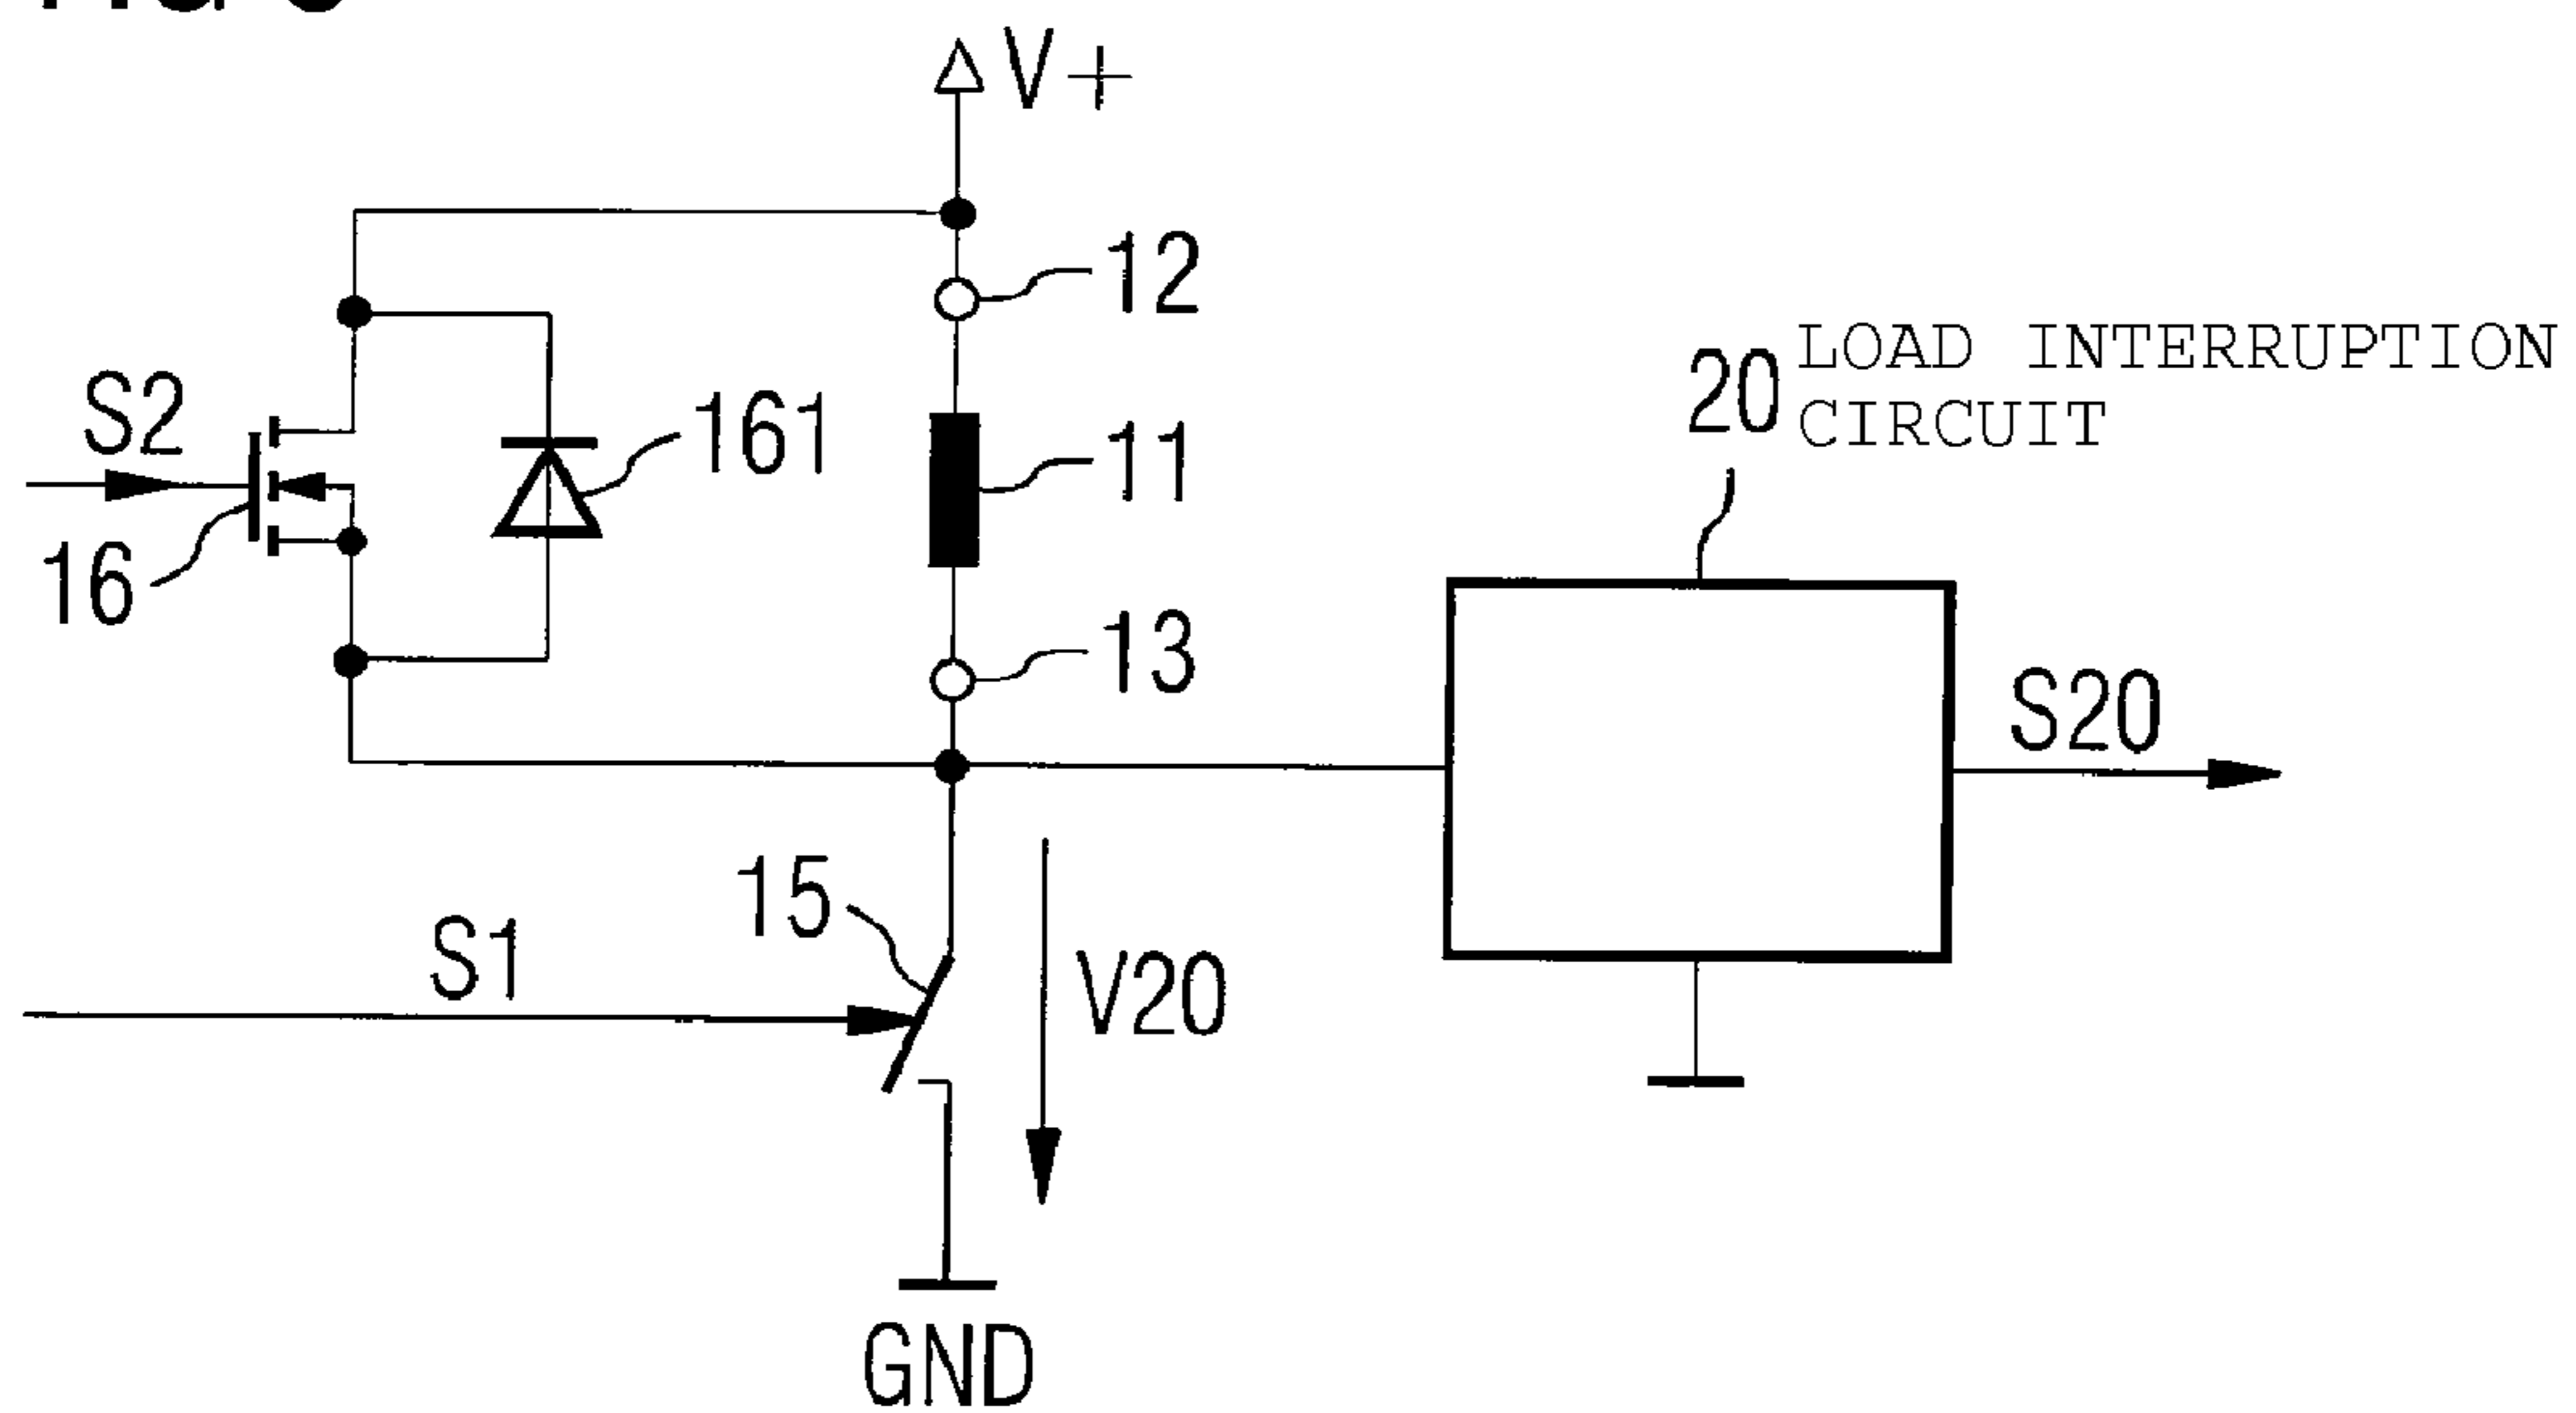 V+
12
LOAD INTERRUPTION
20
CIRCUIT
S2
161
11
16
13
S20
15
S1
V20
GND